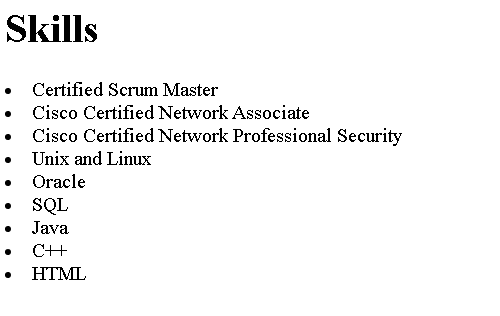 Skills
Certified Scrum Master
Cisco Certified Network Associate
Cisco Certified Network Professional Security
Unix and Linux
Oracle
SQL
Java
C++
HTML